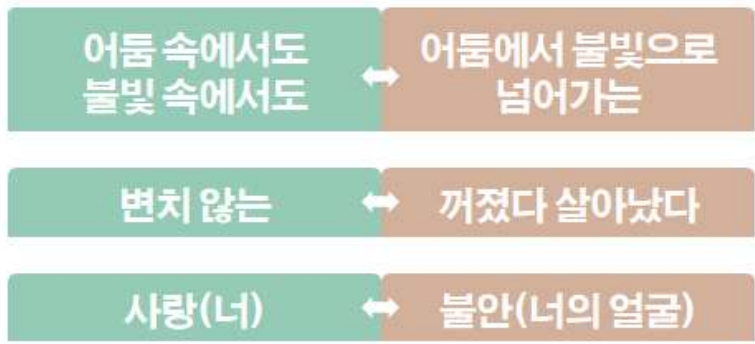 어둠 속에서도
불빛 속에서도
어둠에서 불빛으로
넘어가는
변치 않는
꺼졌다 살아났다
사랑(너)
불안(너의 얼굴)